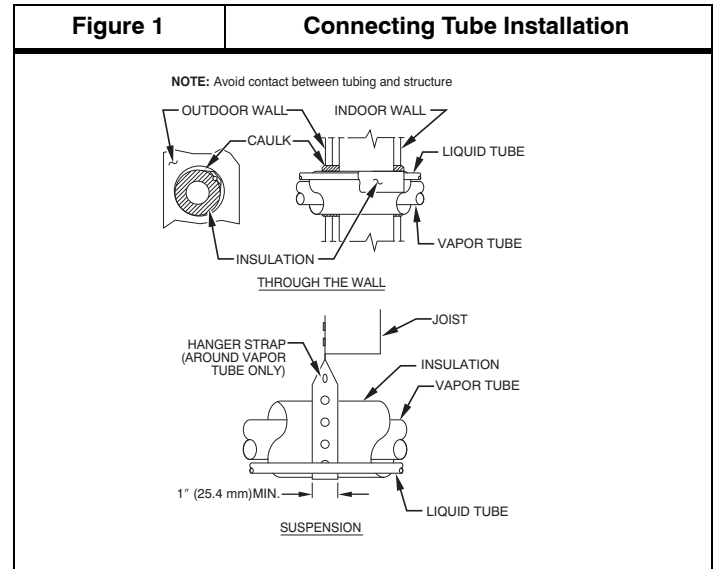 Figure 1
Connecting Tube Installation
NOTE: Avoid contact between tubing and structure
OUTDOOR WALL
INDOOR WALL
CAULK
LIQUID TUBE
VAPOR TUBE
INSULATION
THROUGH THE WALL
JOIST
HANGER STRAP
(AROUND VAPOR
TUBE ONLY)
INSULATION
VAPOR TUBE
1″ (25.4 mm)MIN.
LIQUID TUBE
SUSPENSION